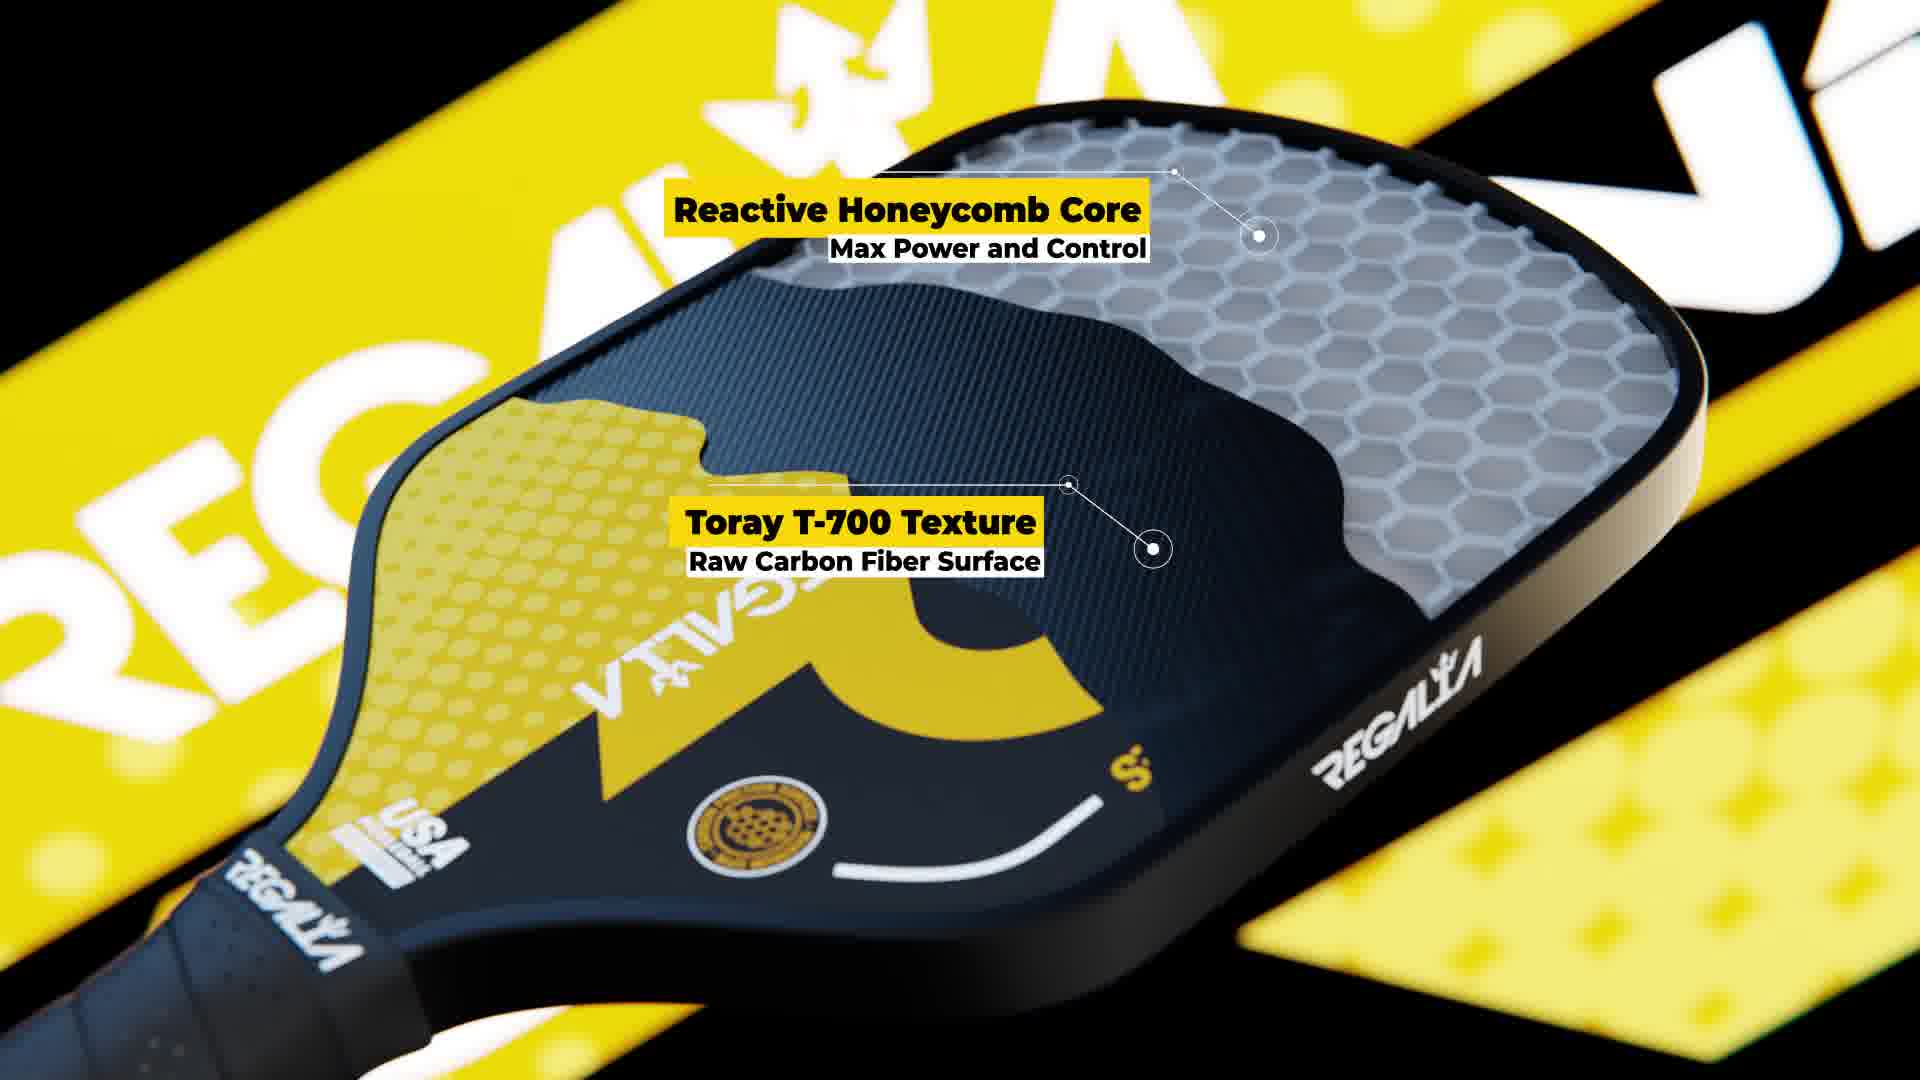 REGALIA
Reactive Honeycomb Core
Max Power and Control
Toray T-700 Texture
Raw Carbon Fiber Surface
REGALIA
REGALIA
S
USA
REGALIA